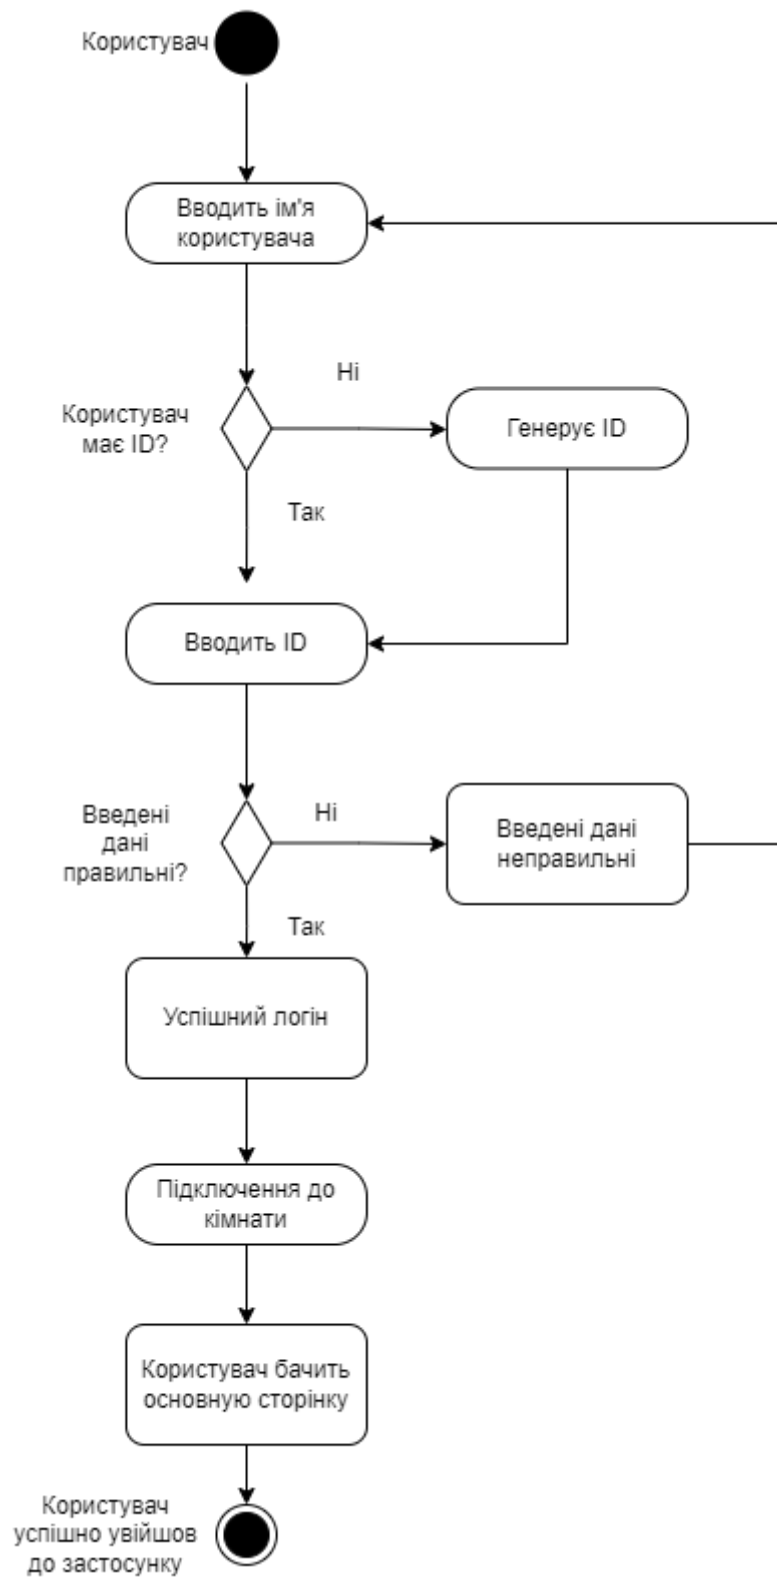 Користувач
Вводить ім'я
користувача
Ні
Користувач
має ID?
Генерує ID
Так
Вводить ID
Введені
дані
правильні?
Ні
Введені дані
неправильні
Так
Успішний логін
Підключення до
кімнати
Користувач бачить
основную сторінку
Користувач
успішно увійшов
до застосунку